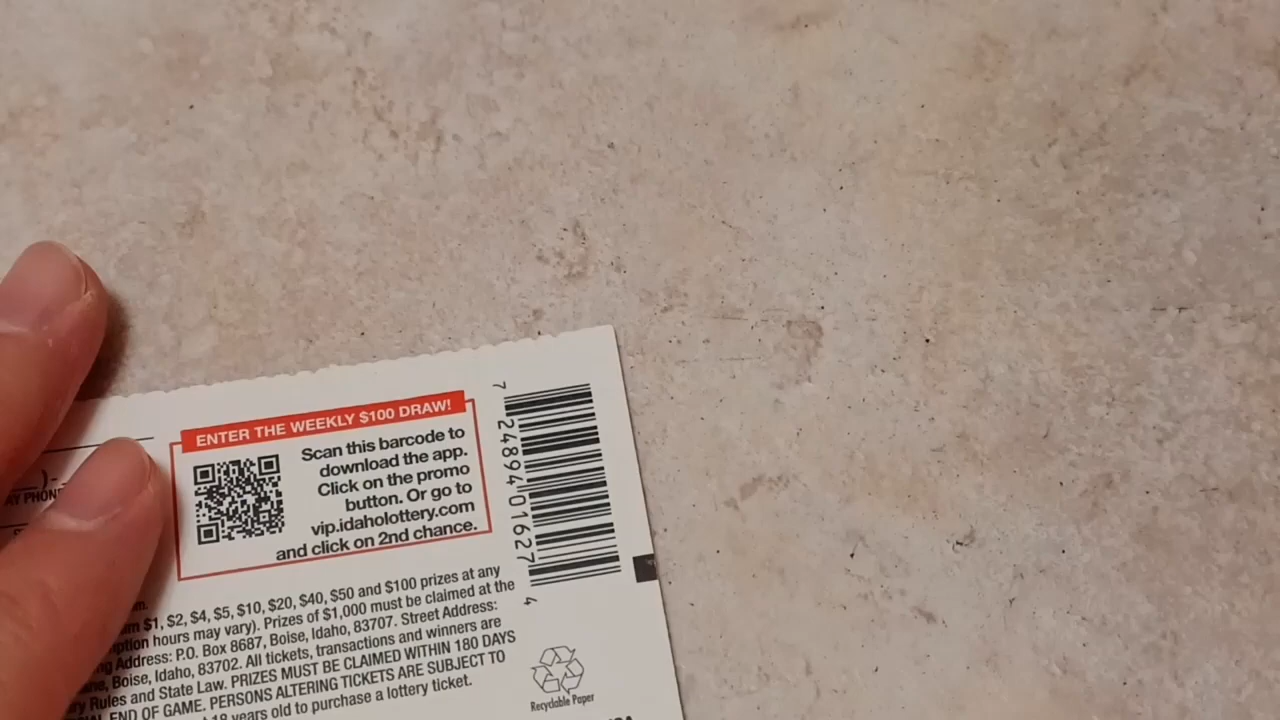 ENTER THE WEEKLY $100 DRAW!
Scan this barcode to
download the app.
Click on the promo
button. Or go to
vip.idaholottery.com
and click on 2nd chance.
7 24894 01627 4
)-
AY PHON
$1, $2, $4, $5, $10, $20, $40, $50 and $100 prizes at any
ption hours may vary). Prizes of $1,000 must be claimed at the
ng Address: P.O. Box 8687, Boise, Idaho, 83707. Street Address:
Boise, Idaho, 83702. All tickets, transactions and winners are
ry Rules and State Law. PRIZES MUST BE CLAIMED WITHIN 180 DAYS
END OF GAME. PERSONS ALTERING TICKETS ARE SUBJECT TO
18 years old to purchase a lottery ticket.
Recyclable Paper